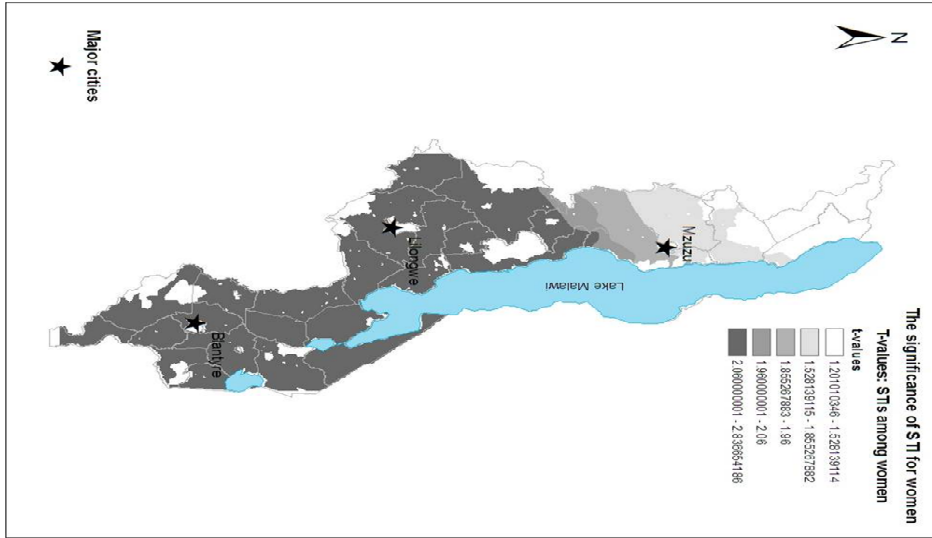 The significance of STI for women
T-values: STIs among women
t-values
1.201010346 - 1.528139114
1.528139115 - 1.855267882
1.855267883 - 1.96
1.960000001 - 2.06
2.060000001 - 2.836654186
N
Mzuzu
Lake Malawi
Lilongwe
Blantyre
Major cities